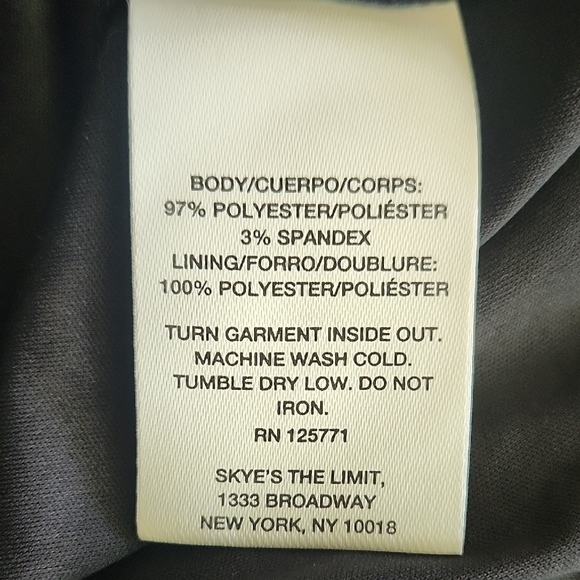 BODY/CUERPO/CORPS:
97% POLYESTER/POLIÉSTER
3% SPANDEX
LINING/FORRO/DOUBLURE:
100% POLYESTER/POLIÉSTER
TURN GARMENT INSIDE OUT.
MACHINE WASH COLD.
TUMBLE DRY LOW. DO NOT
IRON.
RN 125771
SKYE'S THE LIMIT,
1333 BROADWAY
NEW YORK, NY 10018